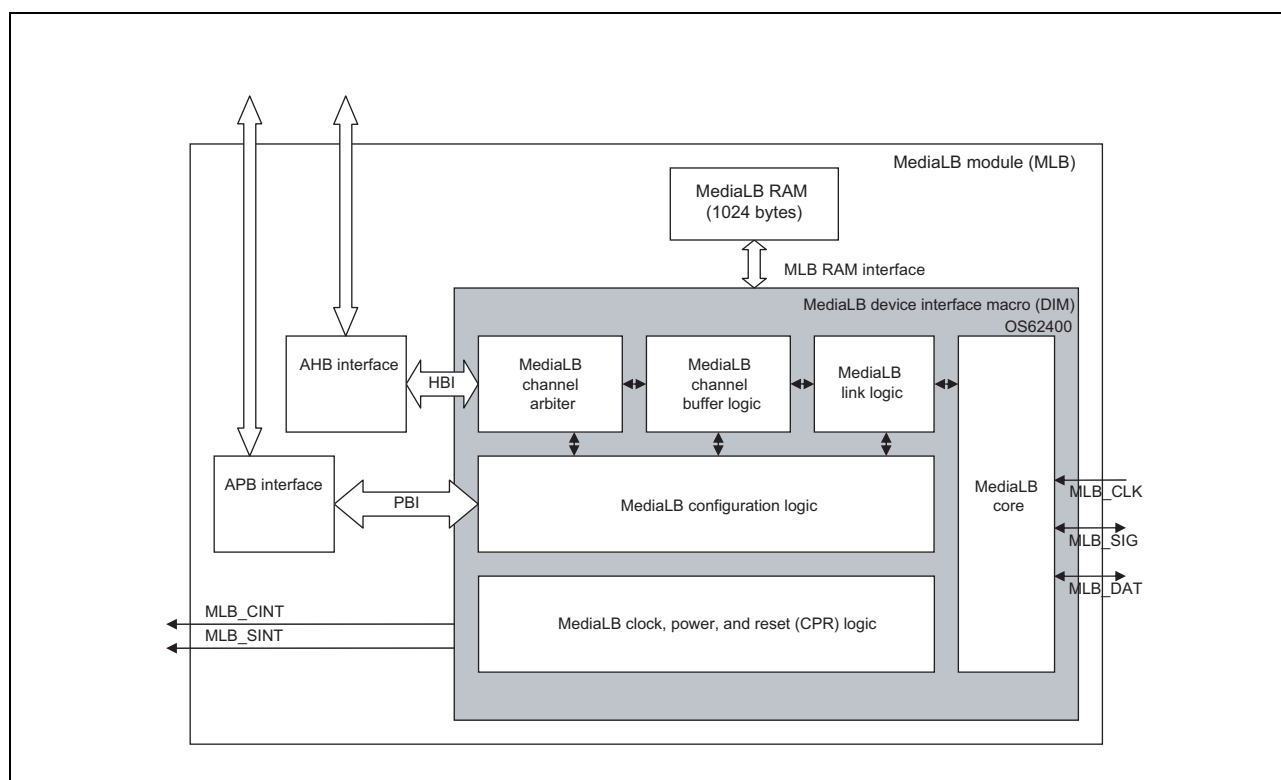 MediaLB module (MLB)
MediaLB RAM
(1024 bytes)
MLB RAM interface
MediaLB device interface macro (DIM)
OS62400
AHB interface
HBI
MediaLB
channel
arbiter
MediaLB
channel
buffer logic
MediaLB
link logic
APB interface
PBI
MediaLB configuration logic
MediaLB
core
MLB_CLK
MLB_SIG
MLB_DAT
MLB_CINT
MLB_SINT
MediaLB clock, power, and reset (CPR) logic